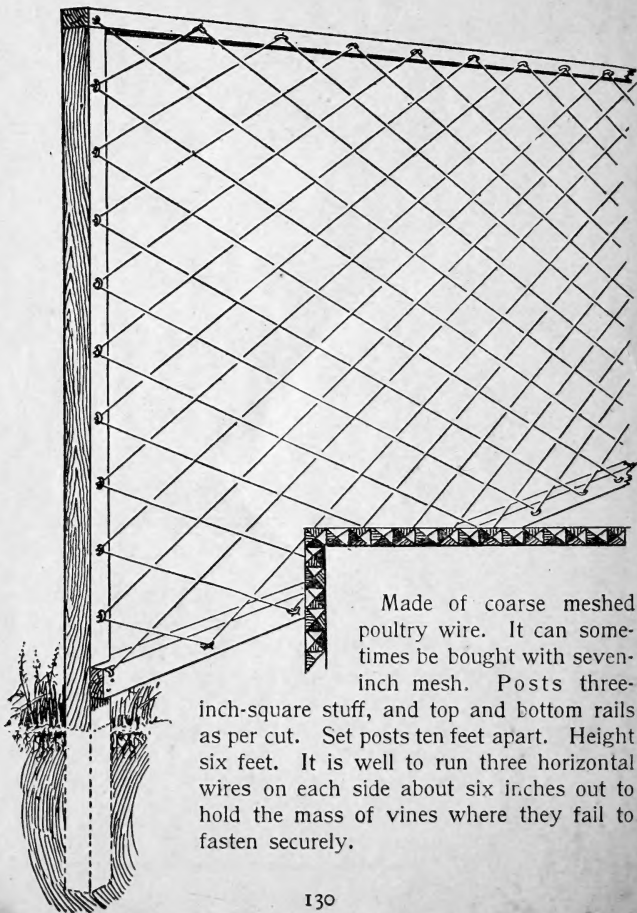 Made of coarse meshed
poultry wire. It can some-
times be bought with seven-
inch mesh. Posts three-
inch-square stuff, and top and bottom rails
as per cut. Set posts ten feet apart. Height
six feet. It is well to run three horizontal
wires on each side about six inches out to
hold the mass of vines where they fail to
fasten securely.
130